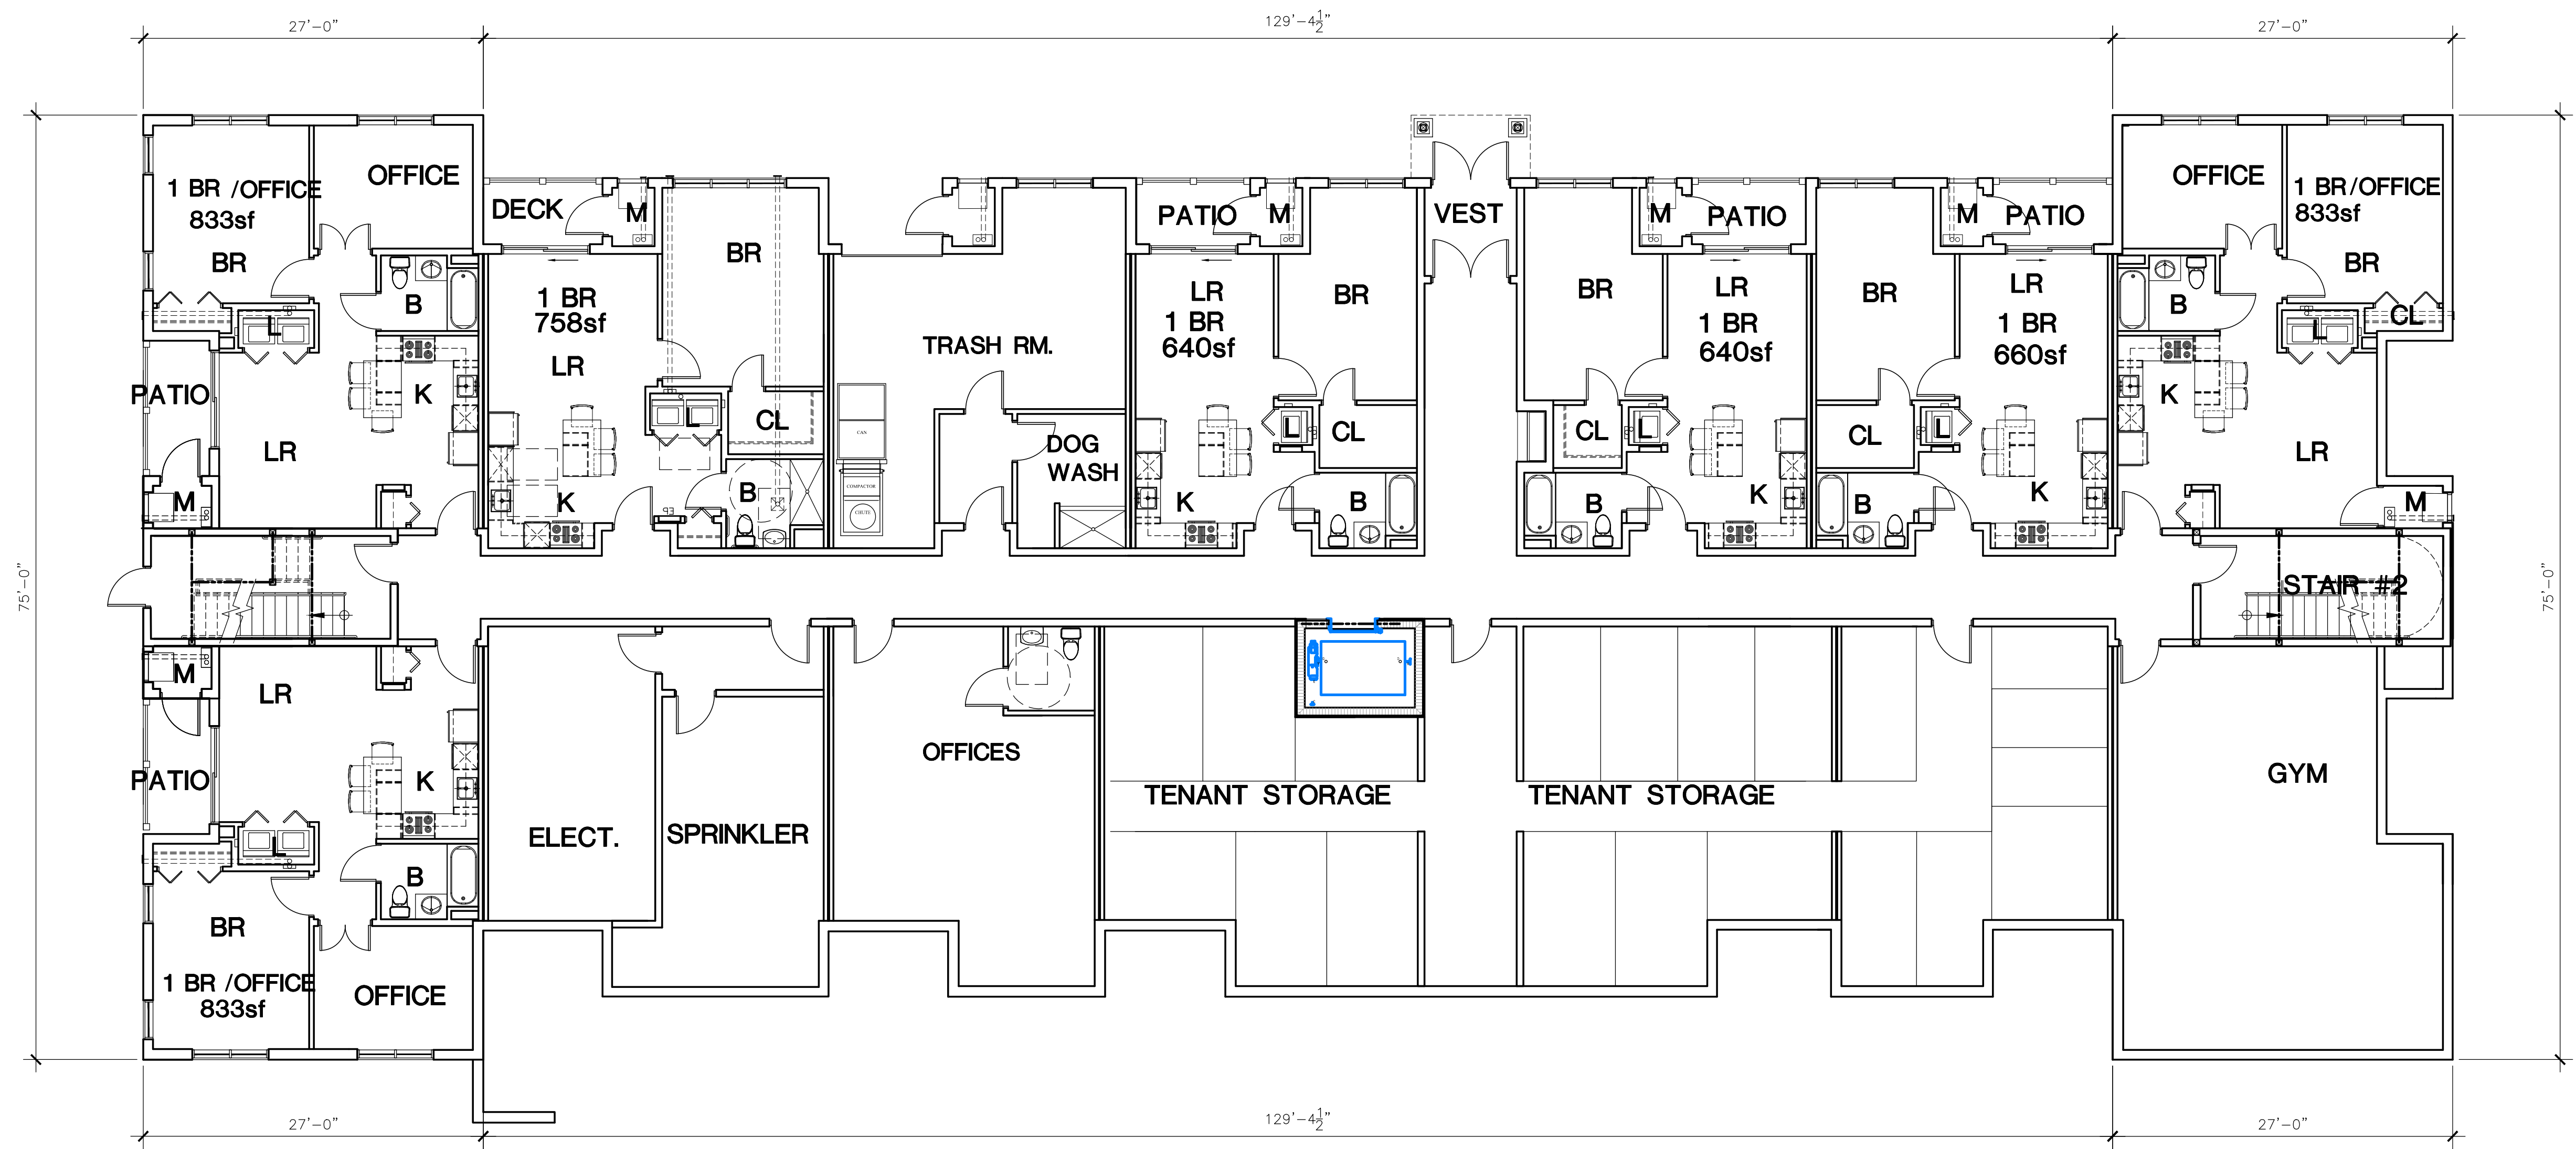 27'-0"
129'-4½"
27'-0"
75'-0"
75'-0"
1 BR /OFFICE
833sf
OFFICE
BR
B
L
PATIO
K
LR
M
DECK
M
BR
1 BR
758sf
LR
L
CL
B
K
TRASH RM.
CAN
COMPACTOR
CHUTE
DOG
WASH
PATIO
M
LR
1 BR
640sf
BR
L
CL
K
B
VEST
BR
M
PATIO
LR
1 BR
640sf
CL
L
B
K
BR
M
PATIO
LR
1 BR
660sf
CL
L
B
K
OFFICE
1 BR/OFFICE
833sf
BR
B
L
CL
K
LR
M
STAIR #2
M
LR
PATIO
K
L
B
BR
1 BR /OFFICE
833sf
OFFICE
ELECT.
SPRINKLER
OFFICES
TENANT STORAGE
TENANT STORAGE
GYM
27'-0"
129'-4½"
27'-0"